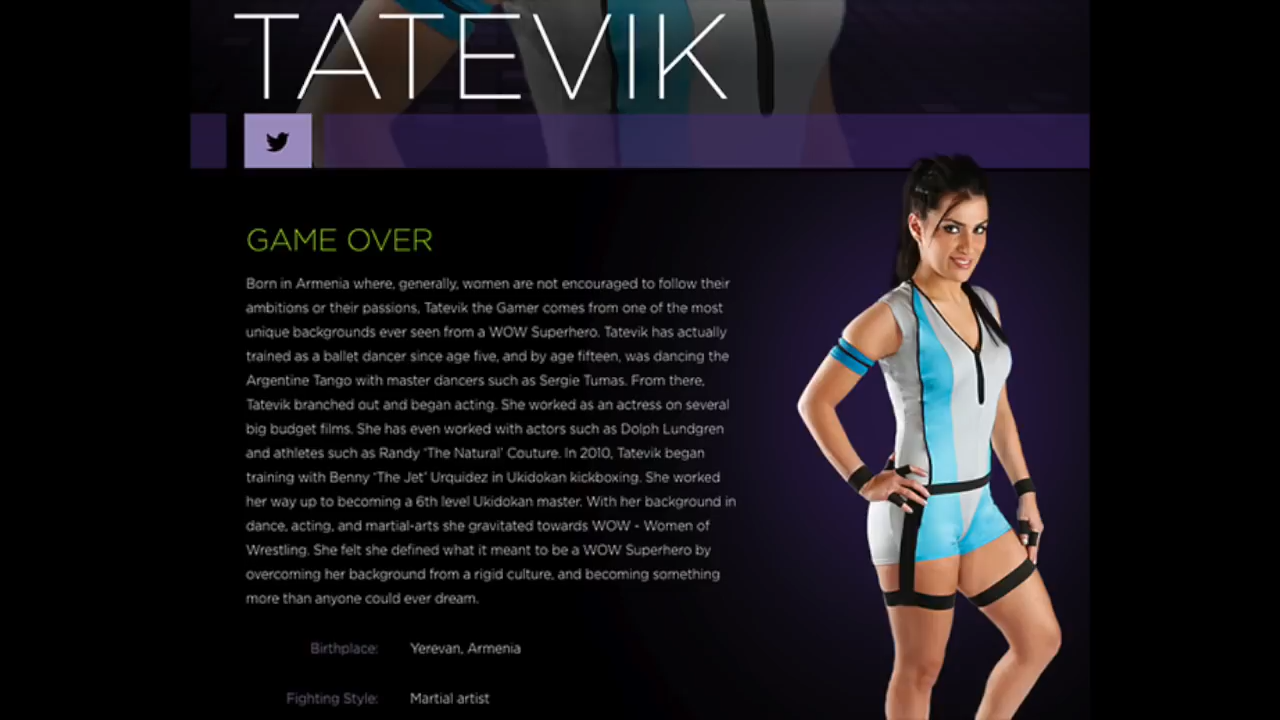 TATEVIK
GAME OVER
Born in Armenia where, generally, women are not encouraged to follow their
ambitions or their passions, Tatevik the Gamer comes from one of the most
unique backgrounds ever seen from a WOW Superhero. Tatevik has actually
trained as a ballet dancer since age five, and by age fifteen, was dancing the
Argentine Tango with master dancers such as Sergie Tumas. From there,
Tatevik branched out and began acting. She worked as an actress on several
big budget films. She has even worked with actors such as Dolph Lundgren
and athletes such as Randy ‘The Natural’ Couture. In 2010, Tatevik began
training with Benny ‘The Jet’ Urquidez in Ukidokan kickboxing. She worked
her way up to becoming a 6th level Ukidokan master. With her background in
dance, acting, and martial-arts she gravitated towards WOW - Women of
Wrestling. She felt she defined what it meant to be a WOW Superhero by
overcoming her background from a rigid culture, and becoming something
more than anyone could ever dream.
Birthplace: Yerevan, Armenia
Fighting Style: Martial artist